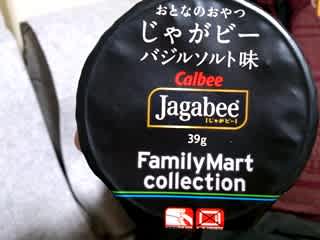 おとなのおやつ
じゃがビー
バジルソルト味
Calbee
Jagabee
[じゃがビー]
39g
FamilyMart
collection